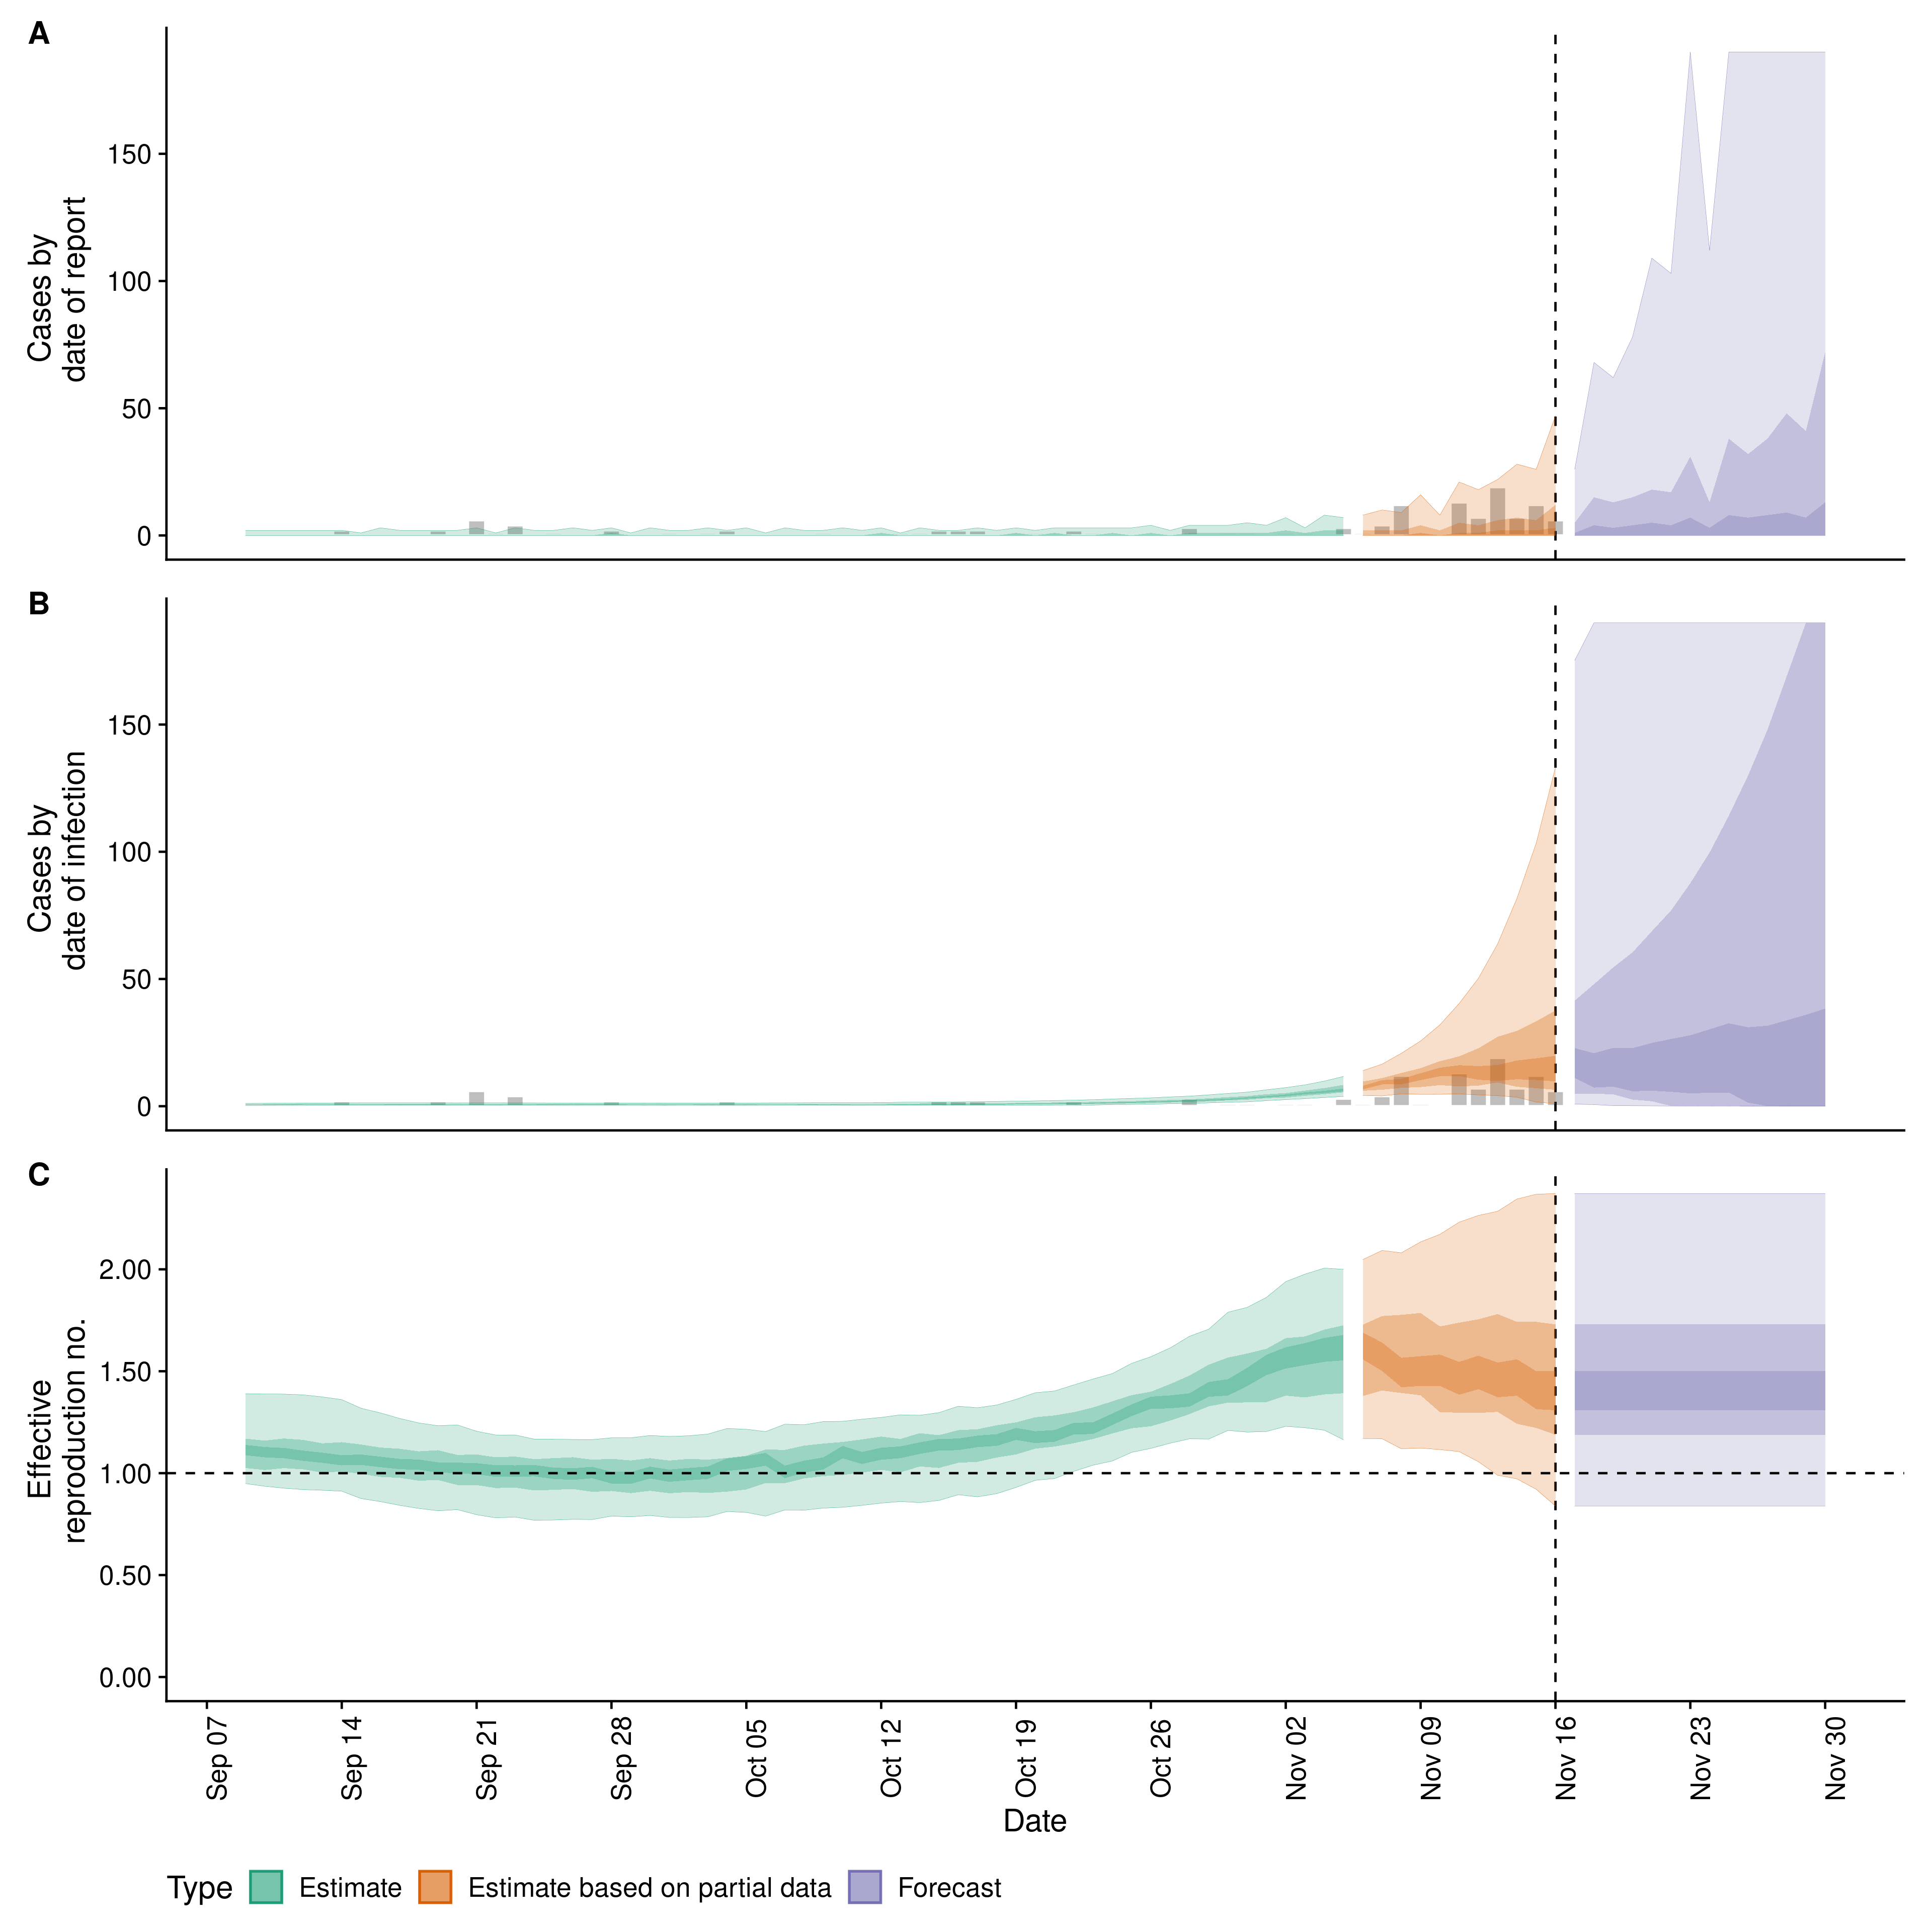 A
Cases by
date of report
150
100
50
0
B
Cases by
date of infection
150
100
50
0
C
Effective
reproduction no.
2.00
1.50
1.00
0.50
0.00
Sep 07
Sep 14
Sep 21
Sep 28
Oct 05
Oct 12
Oct 19
Oct 26
Nov 02
Nov 09
Nov 16
Nov 23
Nov 30
Date
Type Estimate Estimate based on partial data Forecast